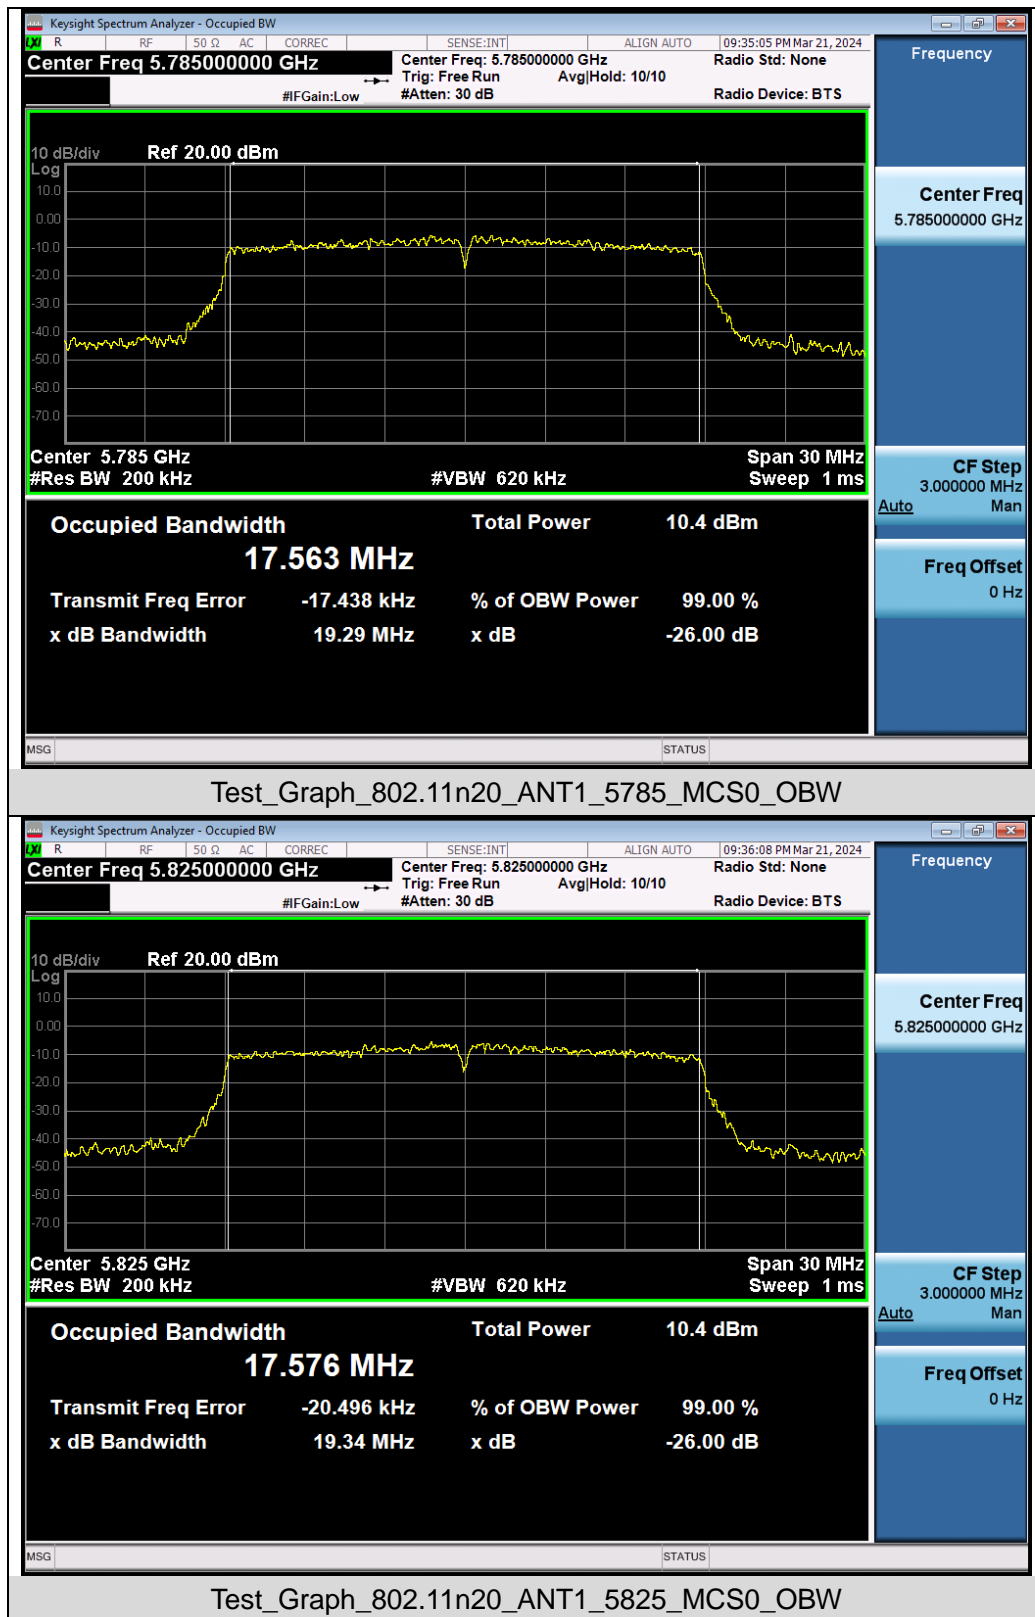 Keysight Spectrum Analyzer - Occupied BW
LXI R RF 50 Ω AC CORREC SENSE:INT ALIGN AUTO 09:35:05 PM Mar 21, 2024
Center Freq 5.785000000 GHz
Center Freq: 5.785000000 GHz Radio Std: None
Trig: Free Run Avg|Hold: 10/10
#IFGain:Low #Atten: 30 dB Radio Device: BTS
Frequency
10 dB/div Ref 20.00 dBm
Log
10.0
0.00
-10.0
-20.0
-30.0
-40.0
-50.0
-60.0
-70.0
Center 5.785 GHz Span 30 MHz
#Res BW 200 kHz #VBW 620 kHz Sweep 1 ms
Center Freq
5.785000000 GHz
CF Step
3.000000 MHz
Auto Man
Freq Offset
0 Hz
Occupied Bandwidth Total Power 10.4 dBm
17.563 MHz
Transmit Freq Error -17.438 kHz % of OBW Power 99.00 %
x dB Bandwidth 19.29 MHz x dB -26.00 dB
MSG STATUS
Test_Graph_802.11n20_ANT1_5785_MCS0_OBW
Keysight Spectrum Analyzer - Occupied BW
LXI R RF 50 Ω AC CORREC SENSE:INT ALIGN AUTO 09:36:08 PM Mar 21, 2024
Center Freq 5.825000000 GHz
Center Freq: 5.825000000 GHz Radio Std: None
Trig: Free Run Avg|Hold: 10/10
#IFGain:Low #Atten: 30 dB Radio Device: BTS
Frequency
10 dB/div Ref 20.00 dBm
Log
10.0
0.00
-10.0
-20.0
-30.0
-40.0
-50.0
-60.0
-70.0
Center 5.825 GHz Span 30 MHz
#Res BW 200 kHz #VBW 620 kHz Sweep 1 ms
Center Freq
5.825000000 GHz
CF Step
3.000000 MHz
Auto Man
Freq Offset
0 Hz
Occupied Bandwidth Total Power 10.4 dBm
17.576 MHz
Transmit Freq Error -20.496 kHz % of OBW Power 99.00 %
x dB Bandwidth 19.34 MHz x dB -26.00 dB
MSG STATUS
Test_Graph_802.11n20_ANT1_5825_MCS0_OBW